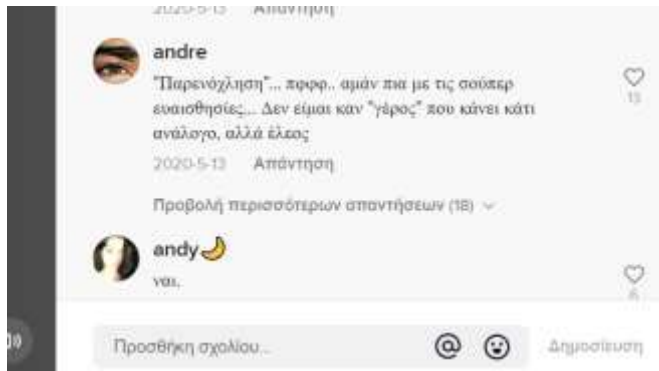 2020-5-13 Απάντηση
andre
"Παρενόχληση"... πφφφ.. αμάν πια με τις σούπερ
ευαισθησίες... Δεν είμαι καν "γέρος" που κάνει κάτι
ανάλογο, αλλά έλεος
13
2020-5-13 Απάντηση
Προβολή περισσότερων απαντήσεων (18)
andy🍌
ναι.
6
Προσθήκη σχολίου...
Δημοσίευση